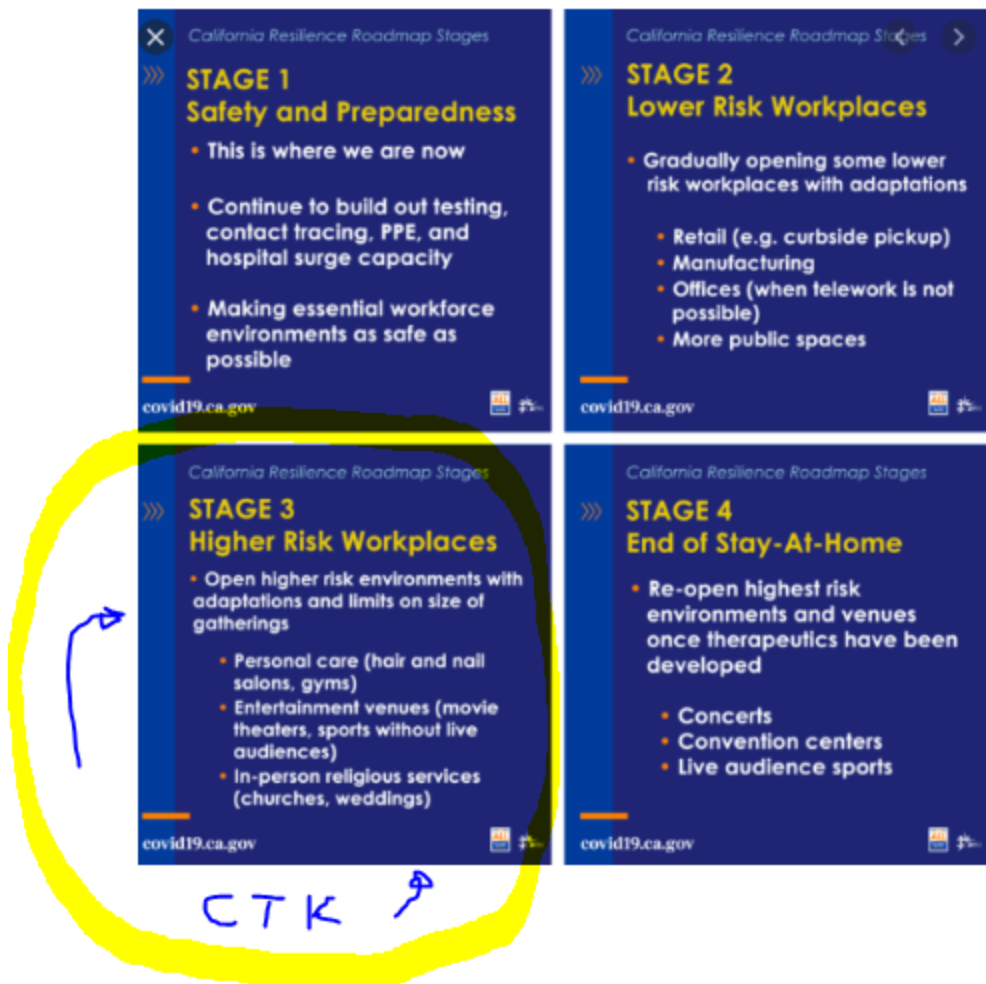 California Resilience Roadmap Stages
STAGE 1
Safety and Preparedness
• This is where we are now
• Continue to build out testing,
contact tracing, PPE, and
hospital surge capacity
• Making essential workforce
environments as safe as
possible
covid19.ca.gov
California Resilience Roadmap Stages
STAGE 2
Lower Risk Workplaces
• Gradually opening some lower
risk workplaces with adaptations
• Retail (e.g. curbside pickup)
• Manufacturing
• Offices (when telework is not
possible)
• More public spaces
covid19.ca.gov
California Resilience Roadmap Stages
STAGE 3
Higher Risk Workplaces
• Open higher risk environments with
adaptations and limits on size of
gatherings
• Personal care (hair and nail
salons, gyms)
• Entertainment venues (movie
theaters, sports without live
audiences)
• In-person religious services
(churches, weddings)
covid19.ca.gov
CTK
California Resilience Roadmap Stages
STAGE 4
End of Stay-At-Home
• Re-open highest risk
environments and venues
once therapeutics have been
developed
• Concerts
• Convention centers
• Live audience sports
covid19.ca.gov